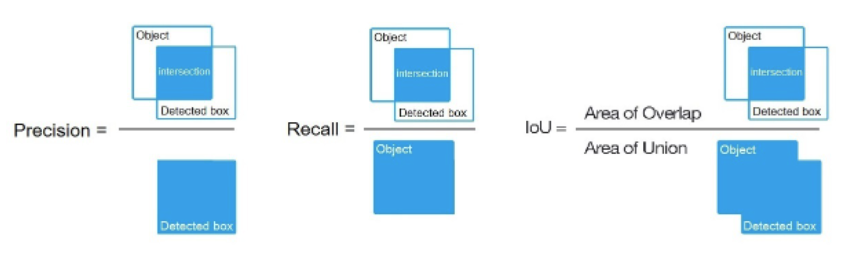 Object
intersection
Detected box
Precision =
Detected box
Object
intersection
Detected box
Recall =
Object
Object
intersection
Detected box
IoU =
Area of Overlap
Area of Union
Object
Detected box